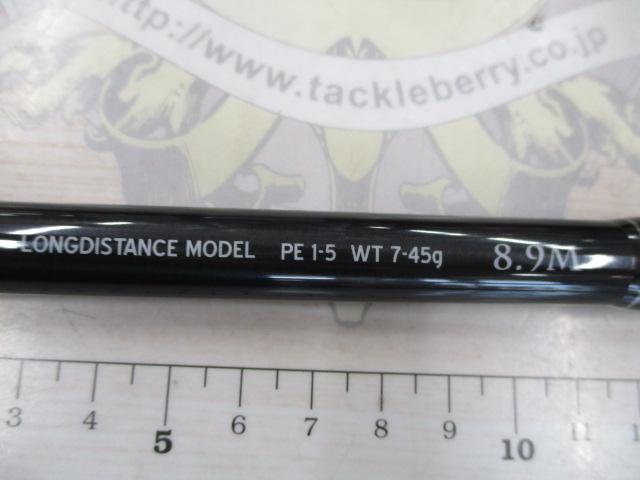 http://www.tackleberry.co.jp
LONGDISTANCE MODEL PE 1-5 WT 7-45g 8.9M
3 4 5 6 7 8 9 10